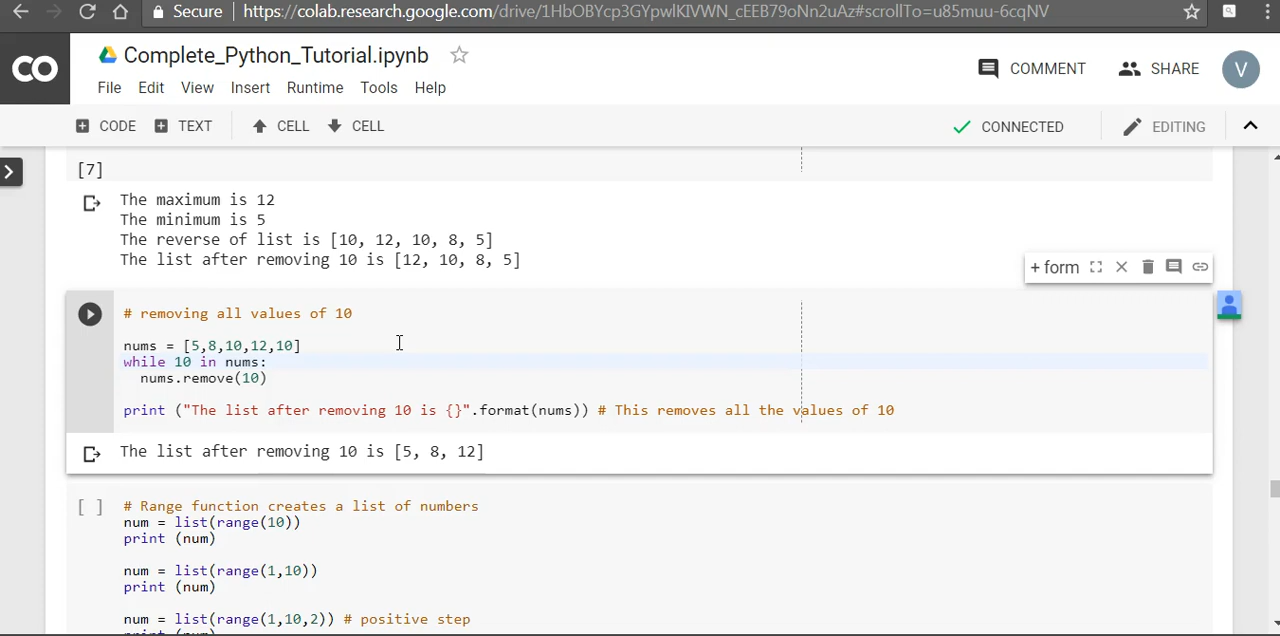 Secure https://colab.research.google.com/drive/1HbOBYcp3GYpwlKIVWN_cEEB79oNn2uAz#scrollTo=u85muu-6cqNV
CO Complete_Python_Tutorial.ipynb
COMMENT SHARE V
File Edit View Insert Runtime Tools Help
CODE TEXT CELL CELL CONNECTED EDITING
[7]
The maximum is 12
The minimum is 5
The reverse of list is [10, 12, 10, 8, 5]
The list after removing 10 is [12, 10, 8, 5]
+ form
# removing all values of 10
nums = [5,8,10,12,10]
while 10 in nums:
nums.remove(10)
print ("The list after removing 10 is {}".format(nums)) # This removes all the values of 10
The list after removing 10 is [5, 8, 12]
[ ] # Range function creates a list of numbers
num = list(range(10))
print (num)
num = list(range(1,10))
print (num)
num = list(range(1,10,2)) # positive step
print (num)